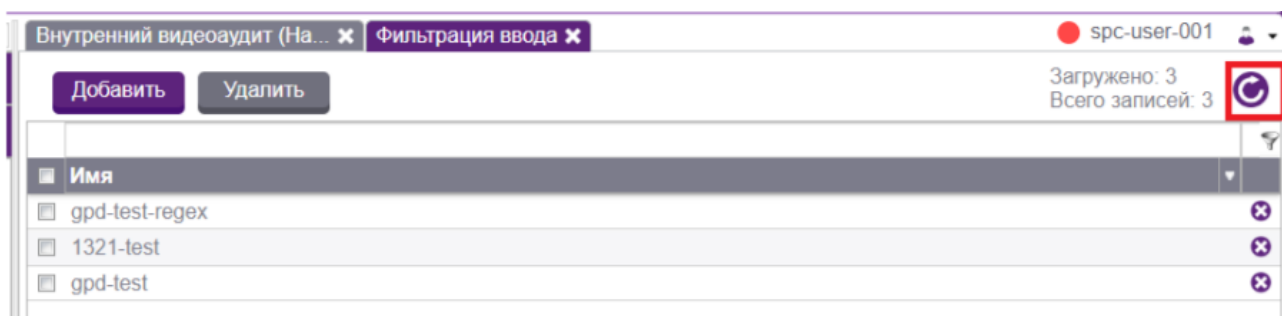 Внутренний видеоаудит (На... Фильтрация ввода spc-user-001
Добавить Удалить Загружено: 3
Всего записей: 3
Имя
gpd-test-regex
1321-test
gpd-test